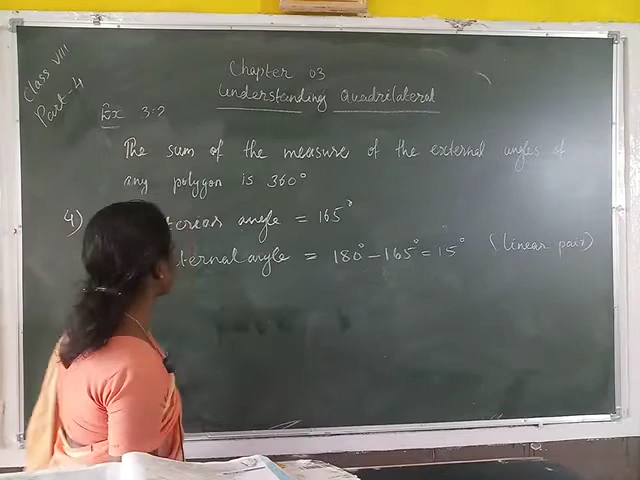 Class VIII
Part-4
Chapter 03
Understanding Quadrilateral
Ex 3.2
The sum of the measure of the external angles of
any polygon is 360°
4) terior angle = 165°
ternal angle = 180° - 165° = 15° (linear pair)